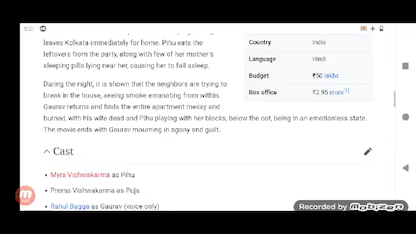 5:21
leaves Kolkata immediately for home. Pihu eats the
leftovers from the party, along with few of her mother's
sleeping pills lying near her, causing her to fall asleep.
During the night, it is shown that the neighbors are trying to
break in the house, seeing smoke emanating from within.
Gaurav returns and finds the entire apartment messy and
burned, with his wife dead and Pihu playing with her blocks, below the cot, being in an emotionless state.
The movie ends with Gaurav mourning in agony and guilt.
Country India
Language Hindi
Budget ₹50 lakhs
Box office ₹2.95 crore[1]
Cast
• Myra Vishwakarma as Pihu
• Prerna Vishwakarma as Puja
• Rahul Bagga as Gaurav (voice only)
Recorded by
Mobizen